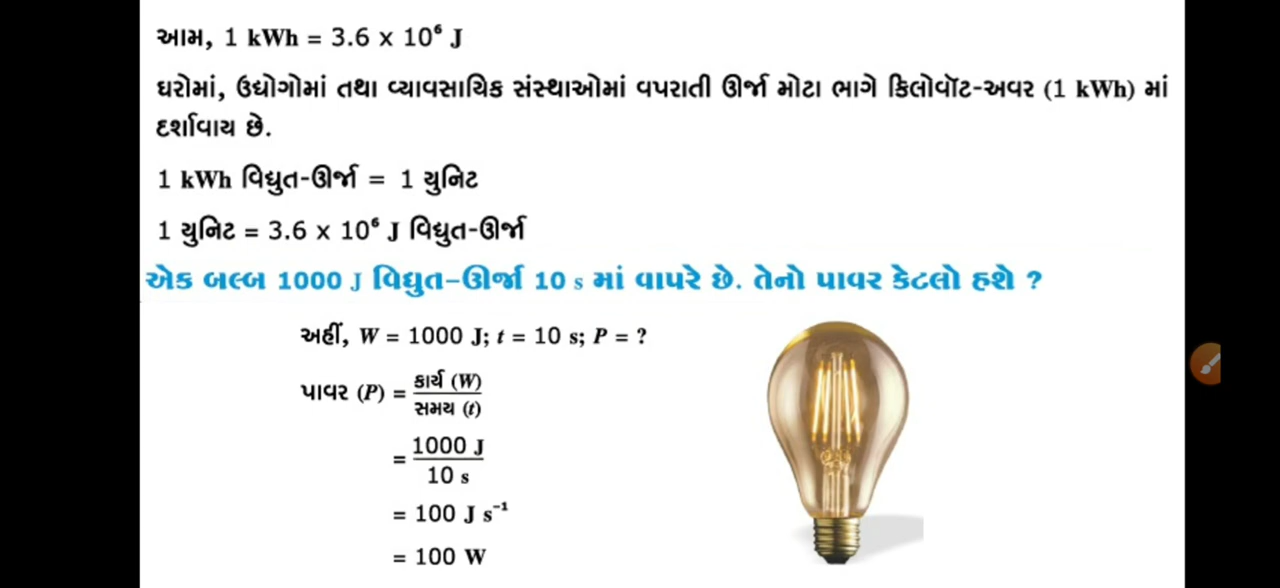 આમ, 1 kWh = 3.6 x 10⁶ J
ઘરોમાં, ઉદ્યોગોમાં તથા વ્યાવસાયિક સંસ્થાઓમાં વપરાતી ઊર્જા મોટા ભાગે કિલોવૉટ-અવર (1 kWh) માં
દર્શાવાય છે.
1 kWh વિદ્યુત-ઊર્જા = 1 યુનિટ
1 યુનિટ = 3.6 x 10⁶ J વિદ્યુત-ઊર્જા
એક બલ્બ 1000 J વિદ્યુત-ઊર્જા 10 s માં વાપરે છે. તેનો પાવર કેટલો હશે ?
અહીં, W = 1000 J; t = 10 s; P = ?
પાવર (P) = કાર્ય (W)
સમય (t)
= 1000 J
10 s
= 100 J s⁻¹
= 100 W